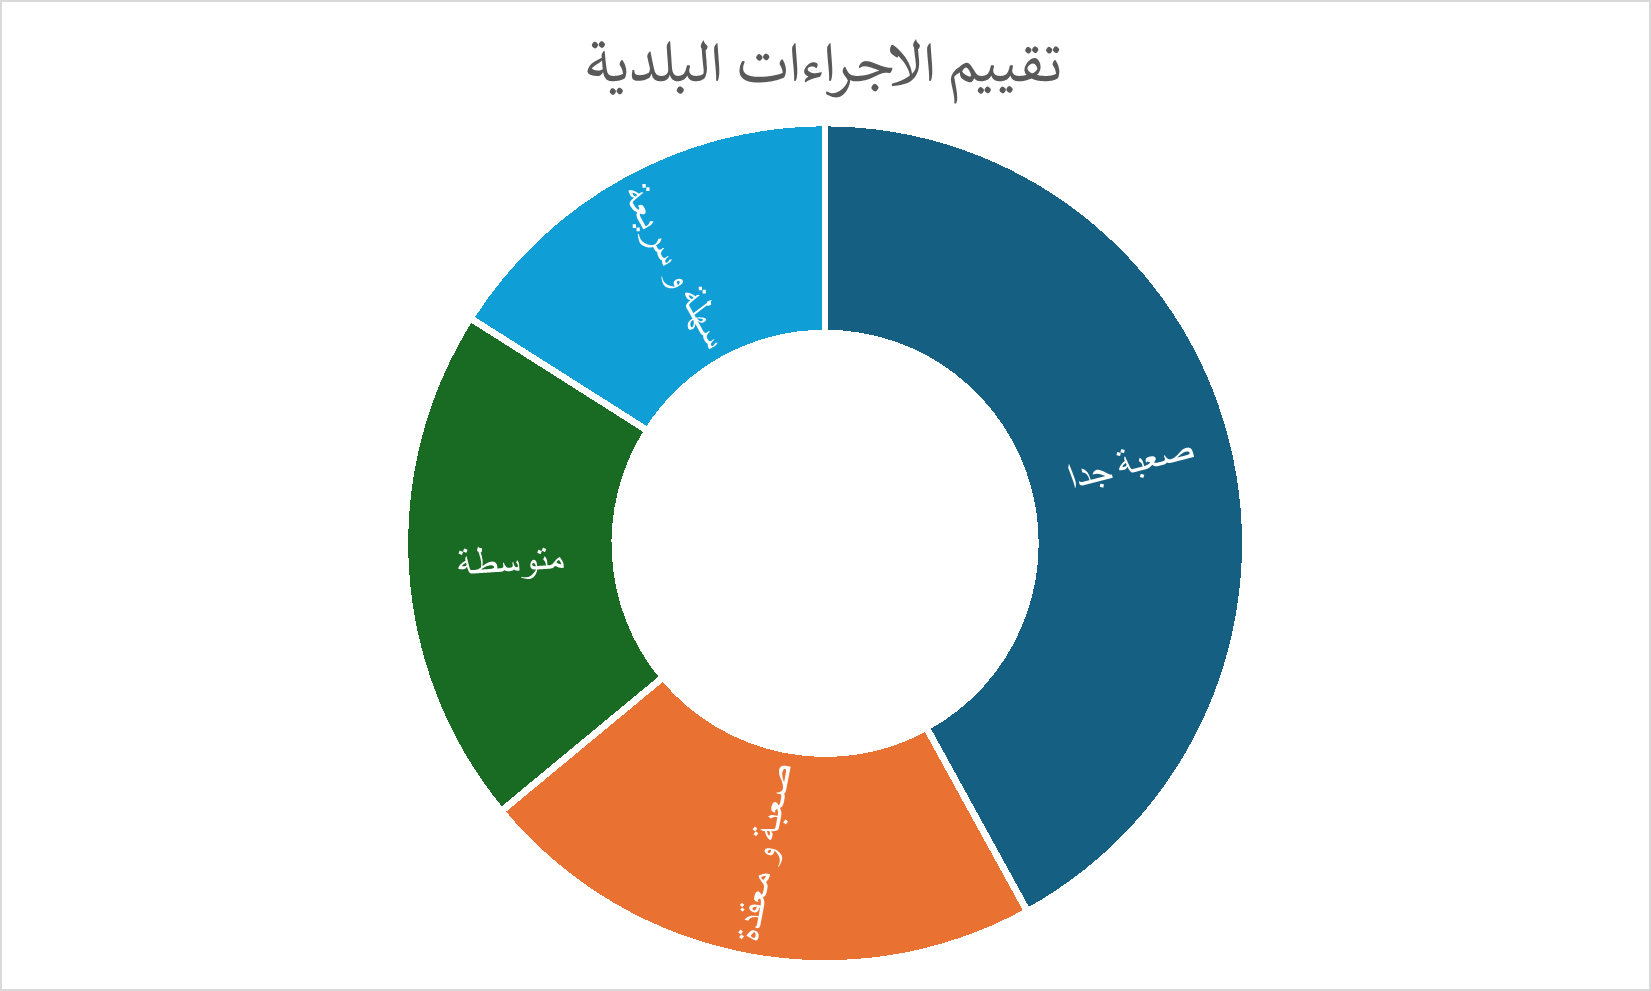 تقييم الاجراءات البلدية
صعبة جدا
صعبة و معقدة
متوسطة
سهلة و سريعة